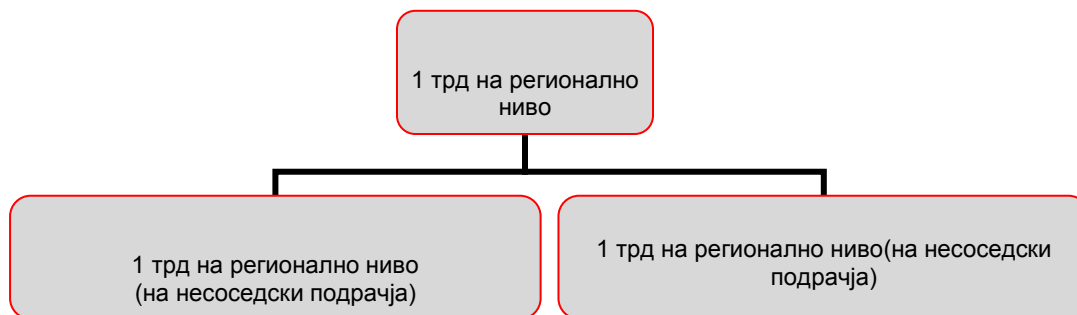 1 трд на регионално
ниво
1 трд на регионално ниво
(на несоседски подрачја)
1 трд на регионално ниво(на несоседски
подрачја)